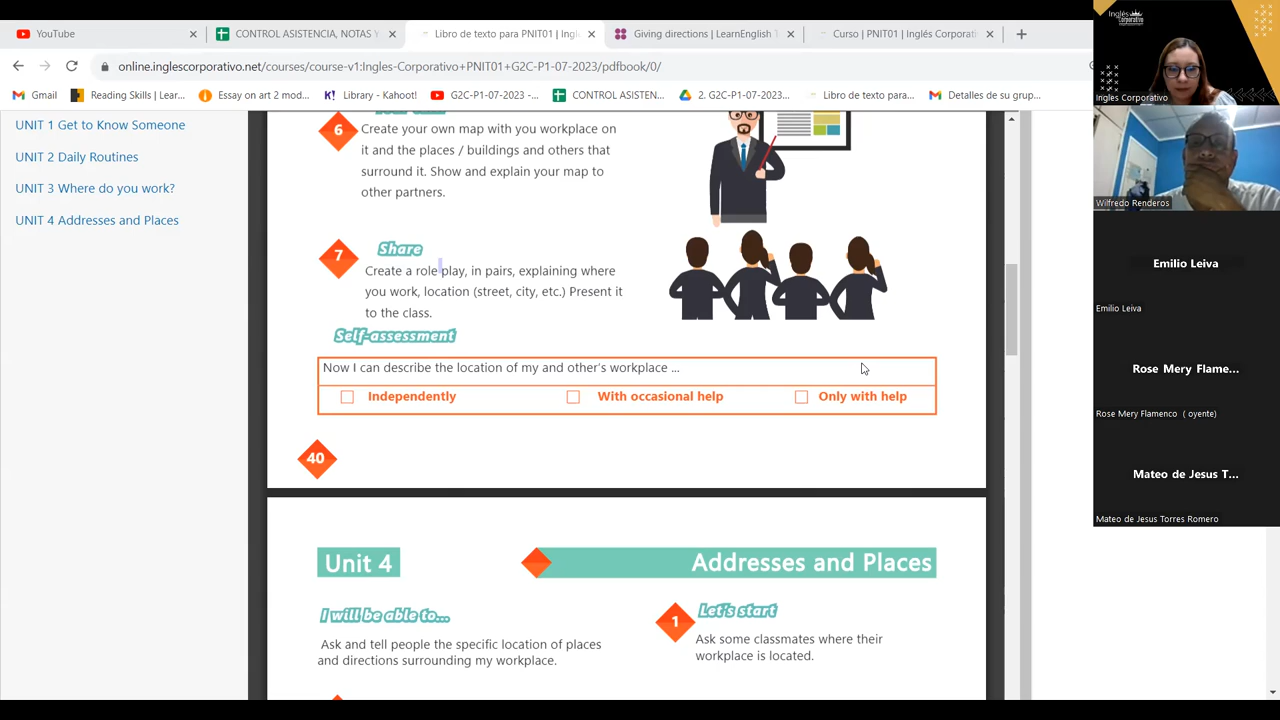 YouTube
CONTROL ASISTENCIA, NOTAS Y
Libro de texto para PNIT01 | Ingl
Giving directions | LearnEnglish T
Curso | PNIT01 | Inglés Corporati
online.inglescorporativo.net/courses/course-v1:Ingles-Corporativo+PNIT01+G2C-P1-07-2023/pdfbook/0/
Gmail
Reading Skills | Lear...
Essay on art 2 mod...
Library - Kahoot!
G2C-P1-07-2023 -...
CONTROL ASISTEN...
2. G2C-P1-07-2023...
Libro de texto para...
Detalles de su grup...
UNIT 1 Get to Know Someone
UNIT 2 Daily Routines
UNIT 3 Where do you work?
UNIT 4 Addresses and Places
6
Create your own map with you workplace on
it and the places / buildings and others that
surround it. Show and explain your map to
other partners.
7
Share
Create a role play, in pairs, explaining where
you work, location (street, city, etc.) Present it
to the class.
Self-assessment
Now I can describe the location of my and other's workplace ...
Independently
With occasional help
Only with help
40
Unit 4
Addresses and Places
I will be able to...
Ask and tell people the specific location of places
and directions surrounding my workplace.
1
Let's start
Ask some classmates where their
workplace is located.
Inglés
Corporativo
Ingles Corporativo
Wilfredo Renderos
Emilio Leiva
Emilio Leiva
Rose Mery Flame...
Rose Mery Flamenco ( oyente)
Mateo de Jesus T...
Mateo de Jesus Torres Romero